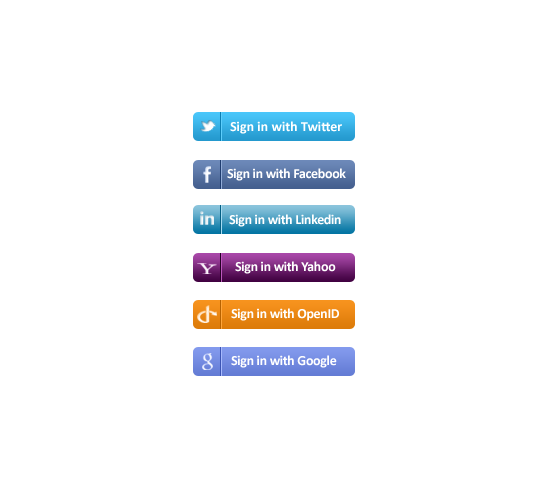 Sign in with Twitter
f Sign in with Facebook
in Sign in with Linkedin
Y Sign in with Yahoo
Sign in with OpenID
g Sign in with Google